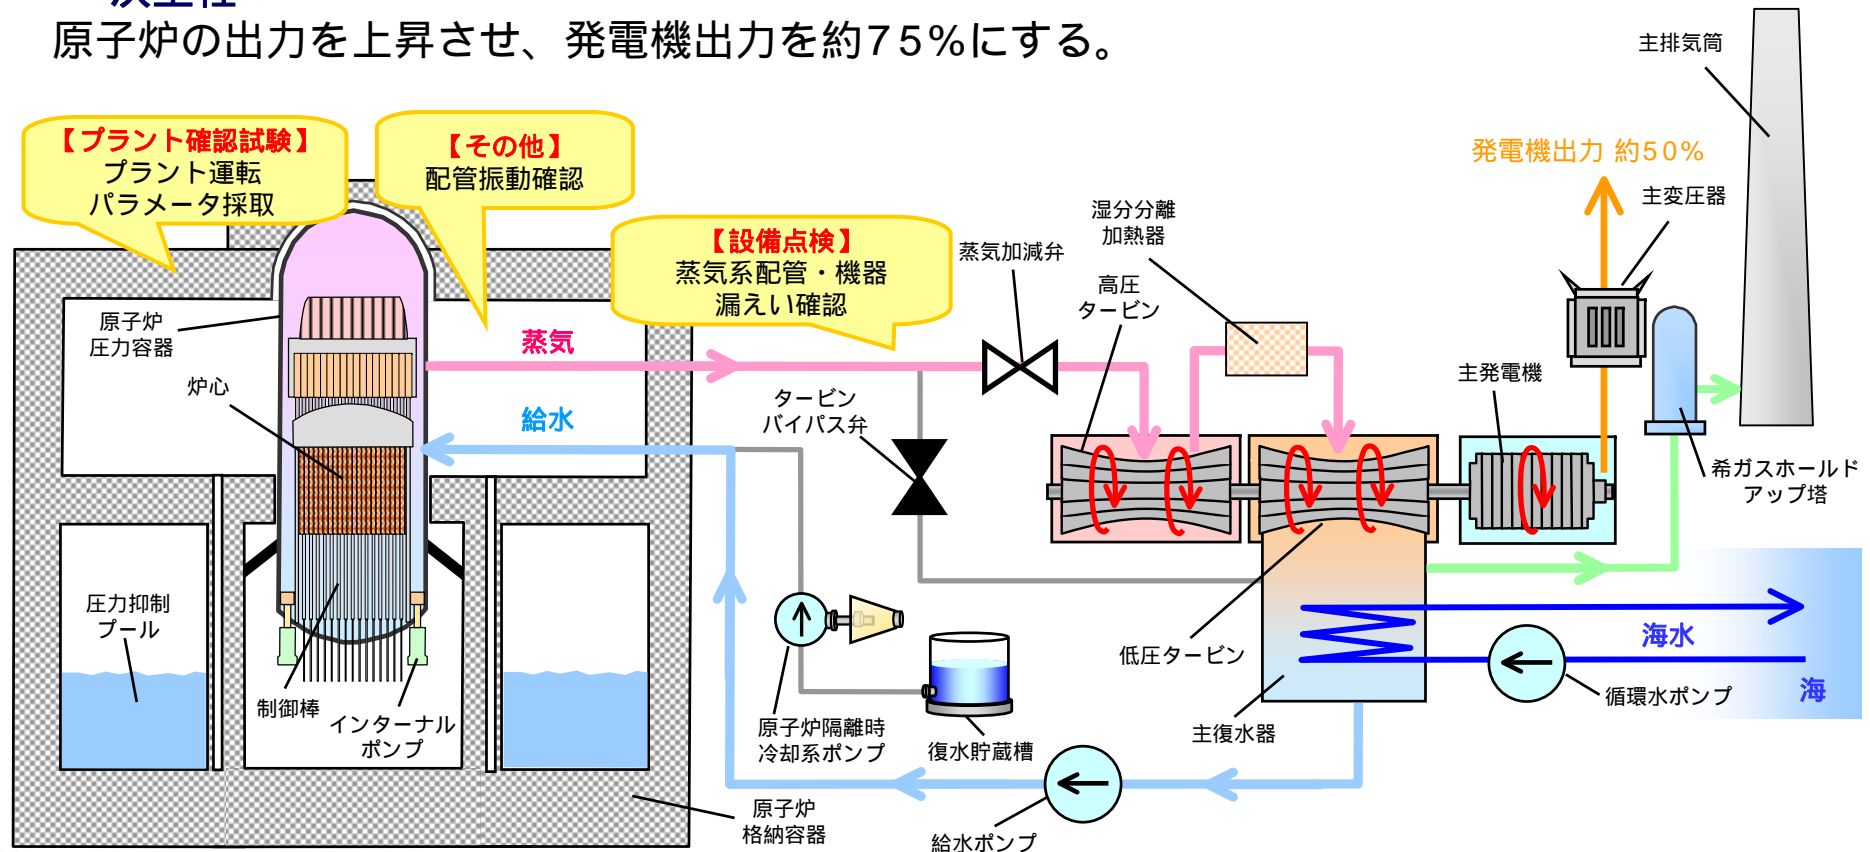 原子炉の出力を上昇させ、発電機出力を約75%にする。
主排気筒
【プラント確認試験】
プラント運転
パラメータ採取
【その他】
配管振動確認
発電機出力 約50%
主変圧器
【設備点検】
蒸気系配管・機器
漏えい確認
湿分分離
加熱器
蒸気加減弁
高圧
タービン
原子炉
圧力容器
蒸気
炉心
給水
タービン
バイパス弁
主発電機
希ガスホールド
アップ塔
圧力抑制
プール
制御棒
インターナル
ポンプ
原子炉隔離時
冷却系ポンプ
復水貯蔵槽
低圧タービン
主復水器
海水
循環水ポンプ
海
原子炉
格納容器
給水ポンプ